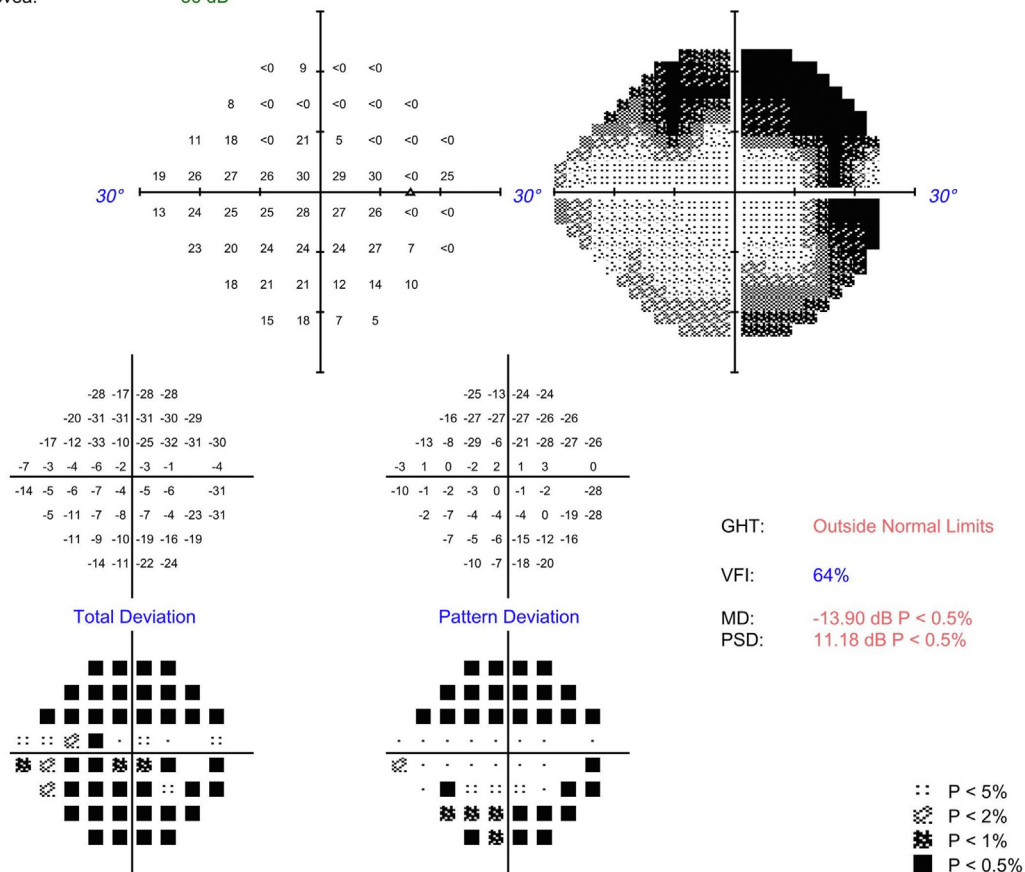 30 dB
<0 9 <0 <0
8 <0 <0 <0 <0 <0
11 18 <0 21 5 <0 <0 <0
19 26 27 26 30 29 30 <0 25
30° 30° 30°
13 24 25 25 28 27 26 <0 <0
23 20 24 24 24 27 7 <0
18 21 21 12 14 10
15 18 7 5
-28 -17 -28 -28
-20 -31 -31 -31 -30 -29
-17 -12 -33 -10 -25 -32 -31 -30
-7 -3 -4 -6 -2 -3 -1 -4
-14 -5 -6 -7 -4 -5 -6 -31
-5 -11 -7 -8 -7 -4 -23 -31
-11 -9 -10 -19 -16 -19
-14 -11 -22 -24
Total Deviation
-25 -13 -24 -24
-16 -27 -27 -27 -26 -26
-13 -8 -29 -6 -21 -28 -27 -26
-3 1 0 -2 2 1 3 0
-10 -1 -2 -3 0 -1 -2 -28
-2 -7 -4 -4 -4 0 -19 -28
-7 -5 -6 -15 -12 -16
-10 -7 -18 -20
Pattern Deviation
GHT: Outside Normal Limits
VFI: 64%
MD: -13.90 dB P < 0.5%
PSD: 11.18 dB P < 0.5%
P < 5%
P < 2%
P < 1%
P < 0.5%